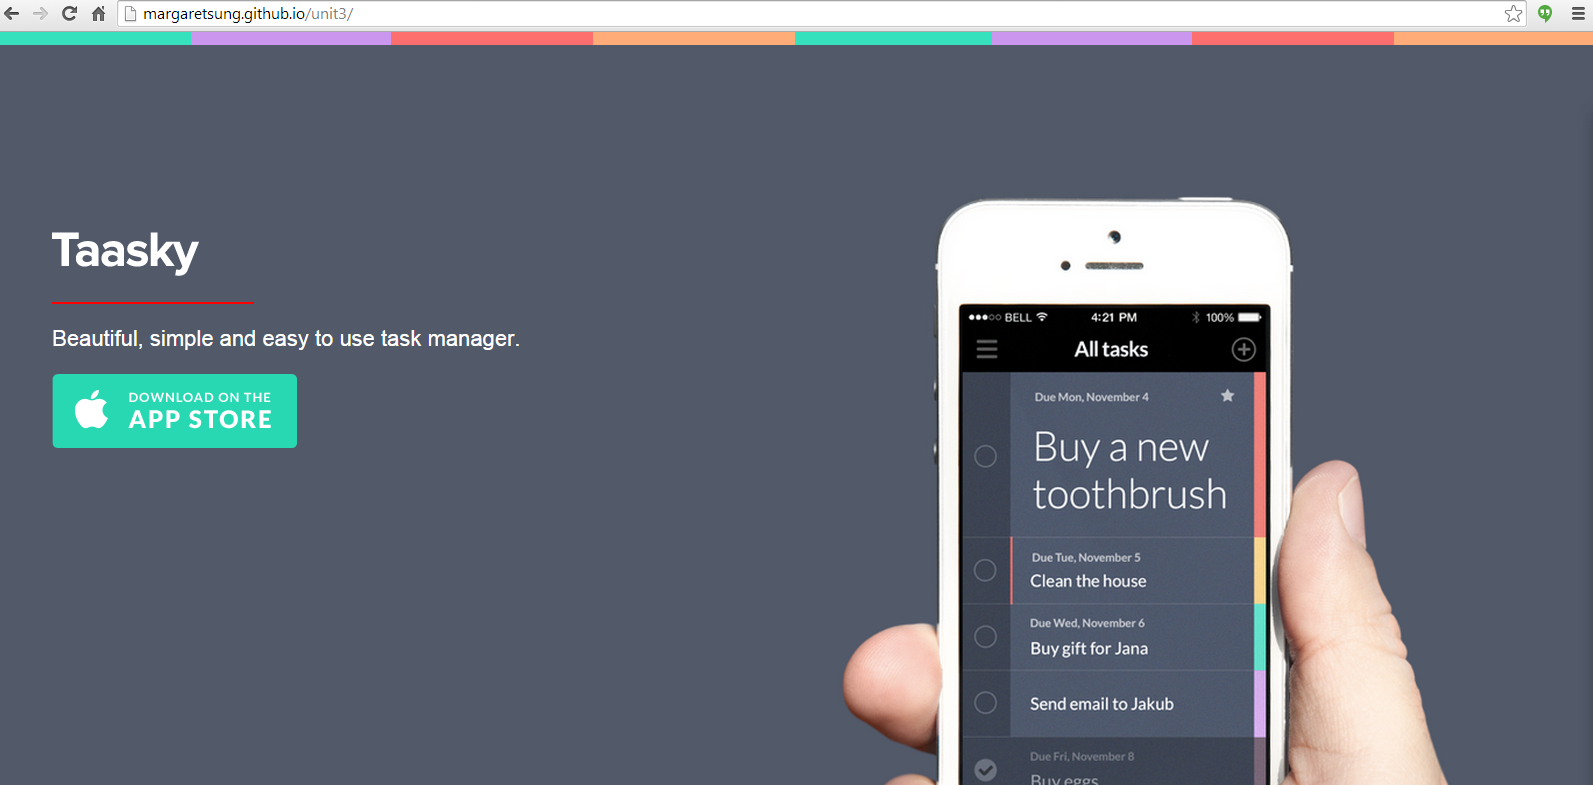 margaretsung.github.io/unit3/
Taasky
Beautiful, simple and easy to use task manager.
DOWNLOAD ON THE
APP STORE
BELL 4:21 PM 100%
All tasks
Due Mon, November 4
Buy a new
toothbrush
Due Tue, November 5
Clean the house
Due Wed, November 6
Buy gift for Jana
Send email to Jakub
Due Fri, November 8
Buy eggs